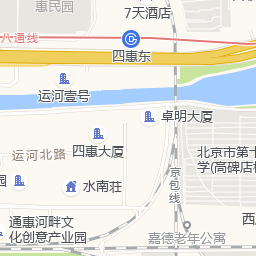 惠民园
7天酒店
八通线
四惠东
运河壹号
卓明大厦
运河北路
四惠大厦
北京市第十
学(高碑店校
京包线
园
水南荘
通惠河畔文
化创意产业园
嘉德老年公寓